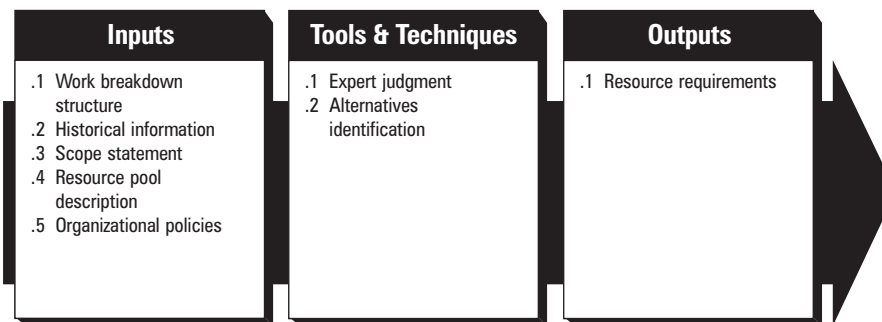 Inputs
.1 Work breakdown
structure
.2 Historical information
.3 Scope statement
.4 Resource pool
description
.5 Organizational policies
Tools & Techniques
.1 Expert judgment
.2 Alternatives
identification
Outputs
.1 Resource requirements